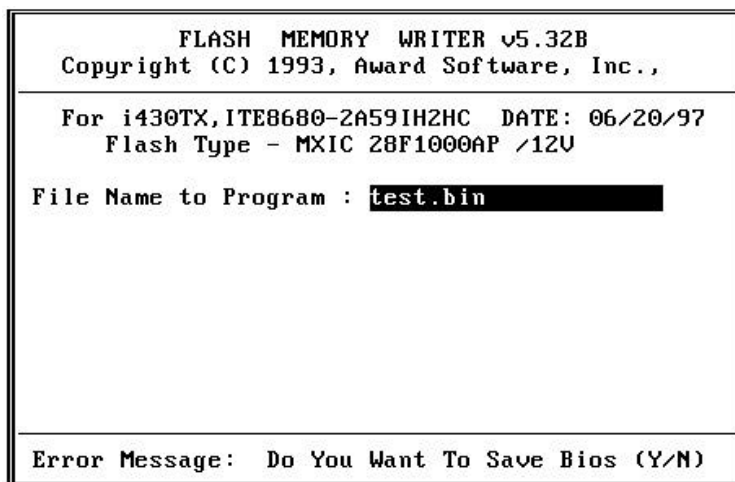 FLASH MEMORY WRITER v5.32B
Copyright (C) 1993, Award Software, Inc.,
For i430TX,ITE8680-2A59IH2HC DATE: 06/20/97
Flash Type - MXIC 28F1000AP /12V
File Name to Program : test.bin
Error Message: Do You Want To Save Bios (Y/N)